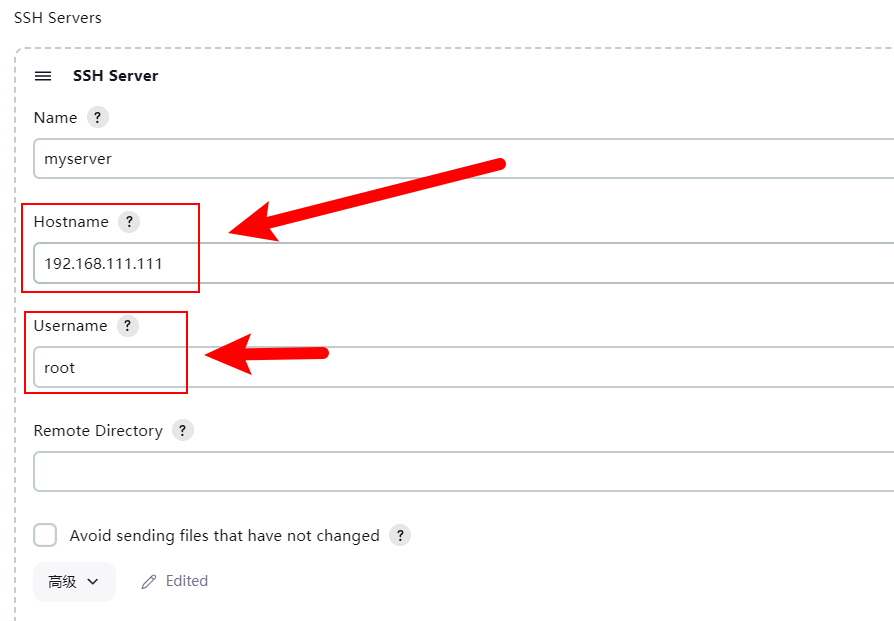 SSH Servers
SSH Server
Name ?
myserver
Hostname ?
192.168.111.111
Username ?
root
Remote Directory ?
Avoid sending files that have not changed ?
高级 Edited